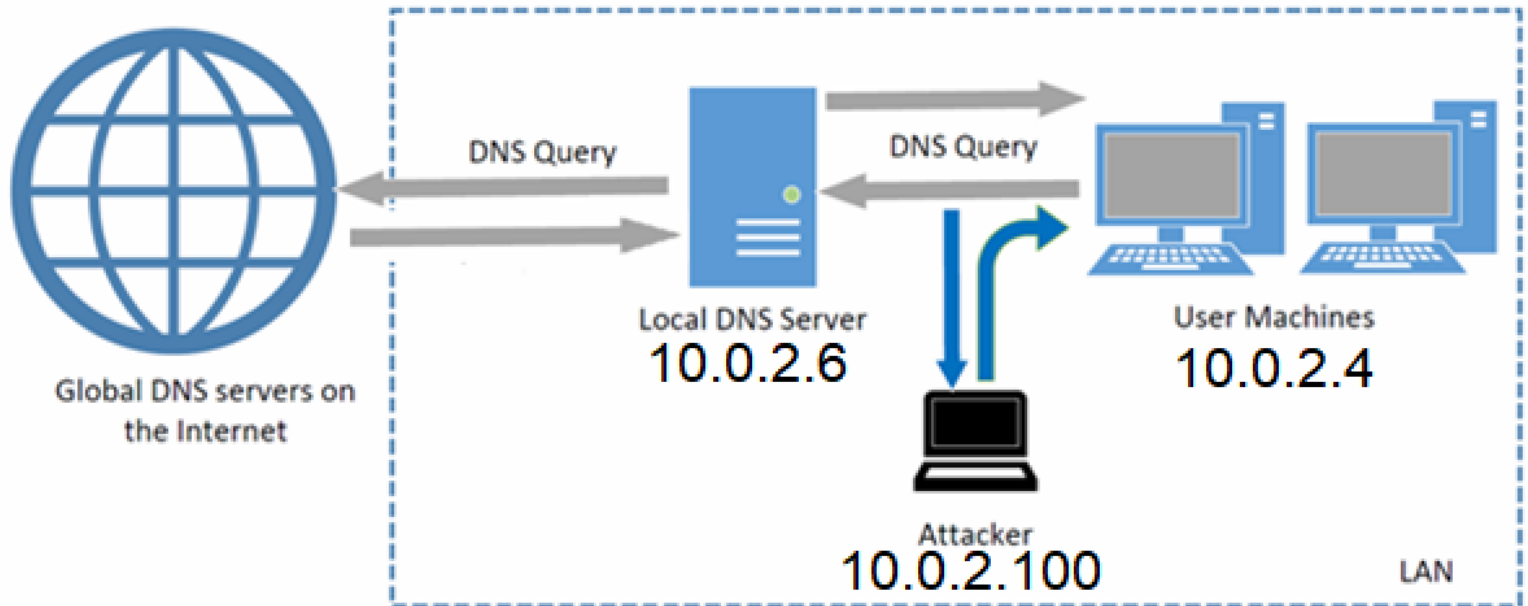 DNS Query
DNS Query
Local DNS Server
10.0.2.6
User Machines
10.0.2.4
Global DNS servers on
the Internet
Attacker
10.0.2.100
LAN